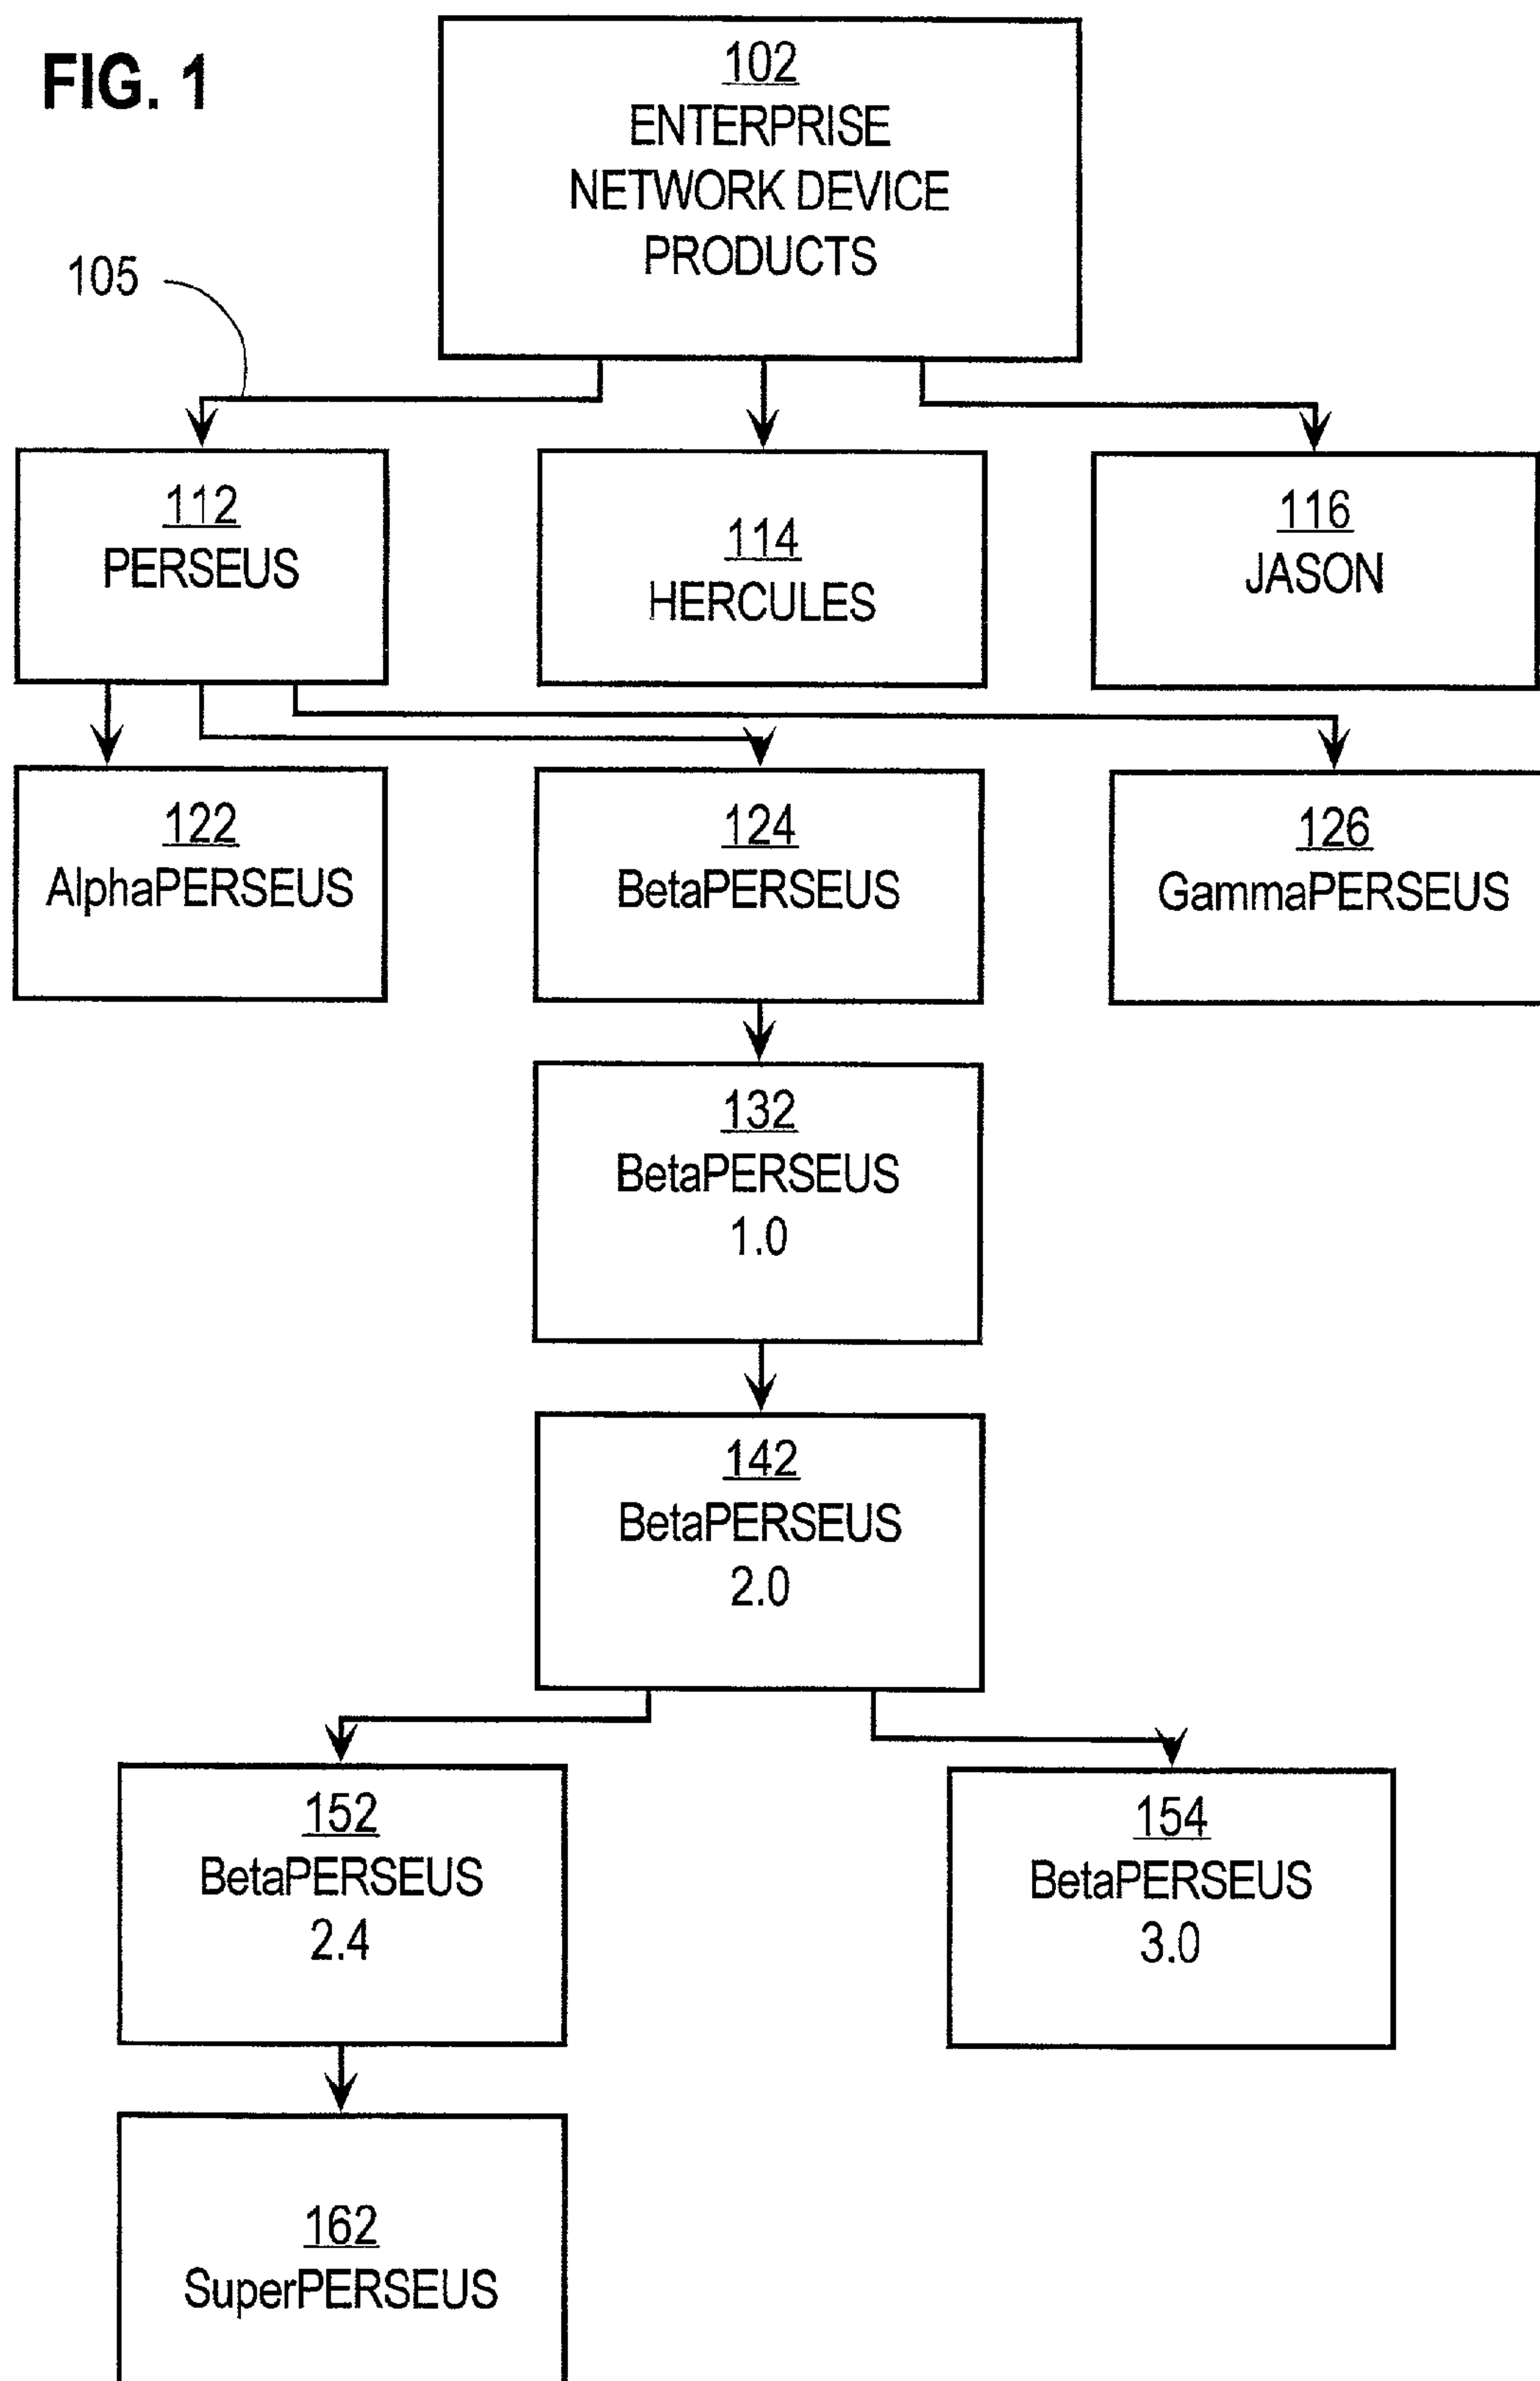 FIG. 1
102
ENTERPRISE
NETWORK DEVICE
PRODUCTS
105
112
PERSEUS
114
HERCULES
116
JASON
122
AlphaPERSEUS
124
BetaPERSEUS
126
GammaPERSEUS
132
BetaPERSEUS
1.0
142
BetaPERSEUS
2.0
152
BetaPERSEUS
2.4
154
BetaPERSEUS
3.0
162
SuperPERSEUS